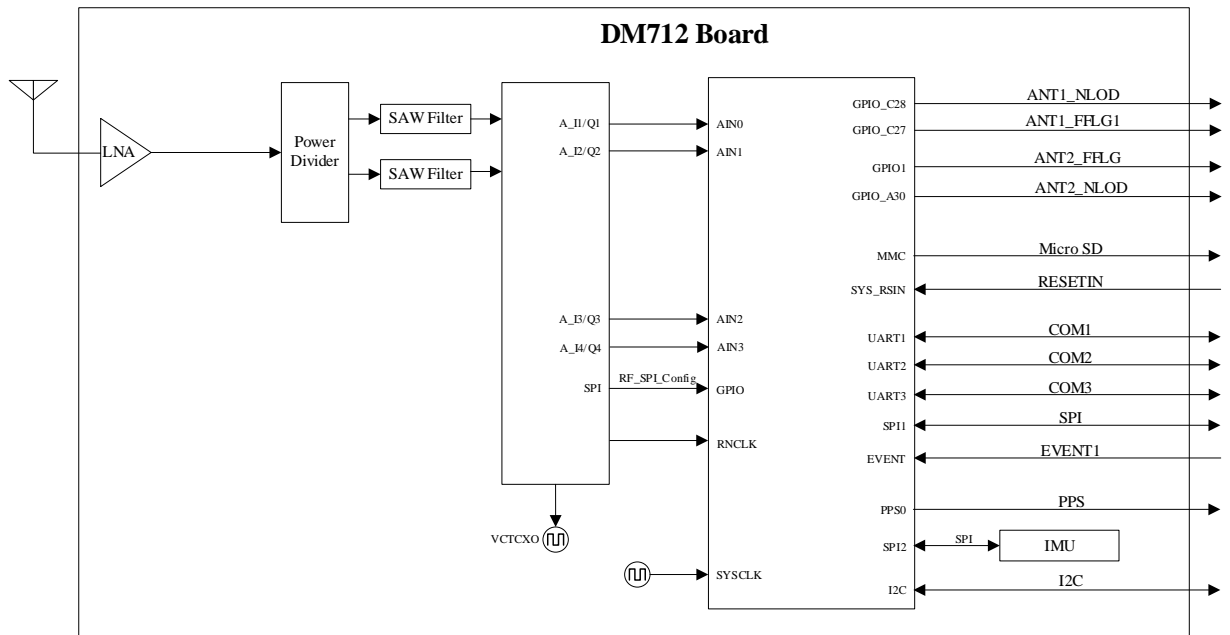 DM712 Board
LNA
Power
Divider
SAW Filter
SAW Filter
A_I1/Q1
A_I2/Q2
A_I3/Q3
A_I4/Q4
SPI
RF_SPI_Config
VCTCXO
AIN0
AIN1
AIN2
AIN3
GPIO
RNCLK
SYSCLK
GPIO_C28
ANT1_NLOD
GPIO_C27
ANT1_FFLG1
GPIO1
ANT2_FFLG
GPIO_A30
ANT2_NLOD
MMC
Micro SD
SYS_RSIN
RESETIN
UART1
COM1
UART2
COM2
UART3
COM3
SPI1
SPI
EVENT
EVENT1
PPS0
PPS
SPI2
SPI
IMU
I2C
I2C